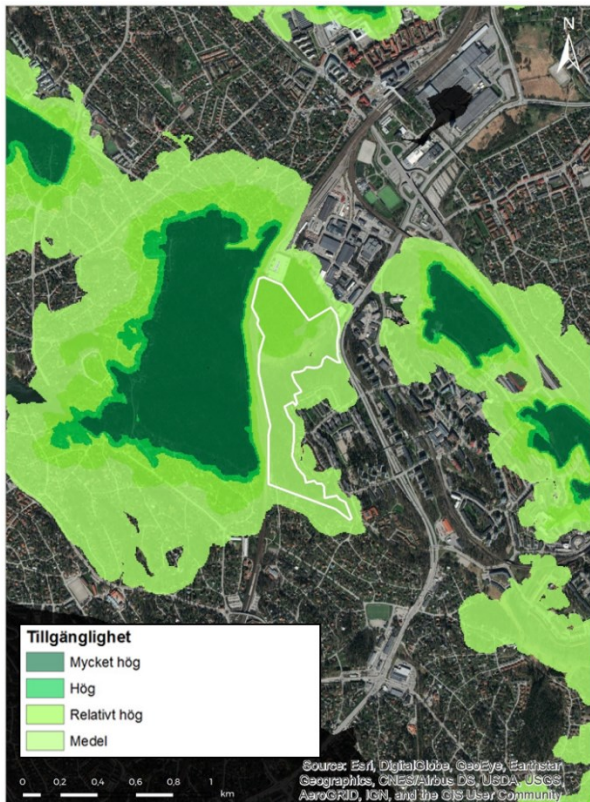 N
Tillgänglighet
Mycket hög
Hög
Relativt hög
Medel
Source: Esri, DigitalGlobe, GeoEye, Earthstar
Geographics, CNES/Airbus DS, USDA, USGS,
AeroGRID, IGN, and the GIS User Community
0 0,2 0,4 0,6 0,8 1
km